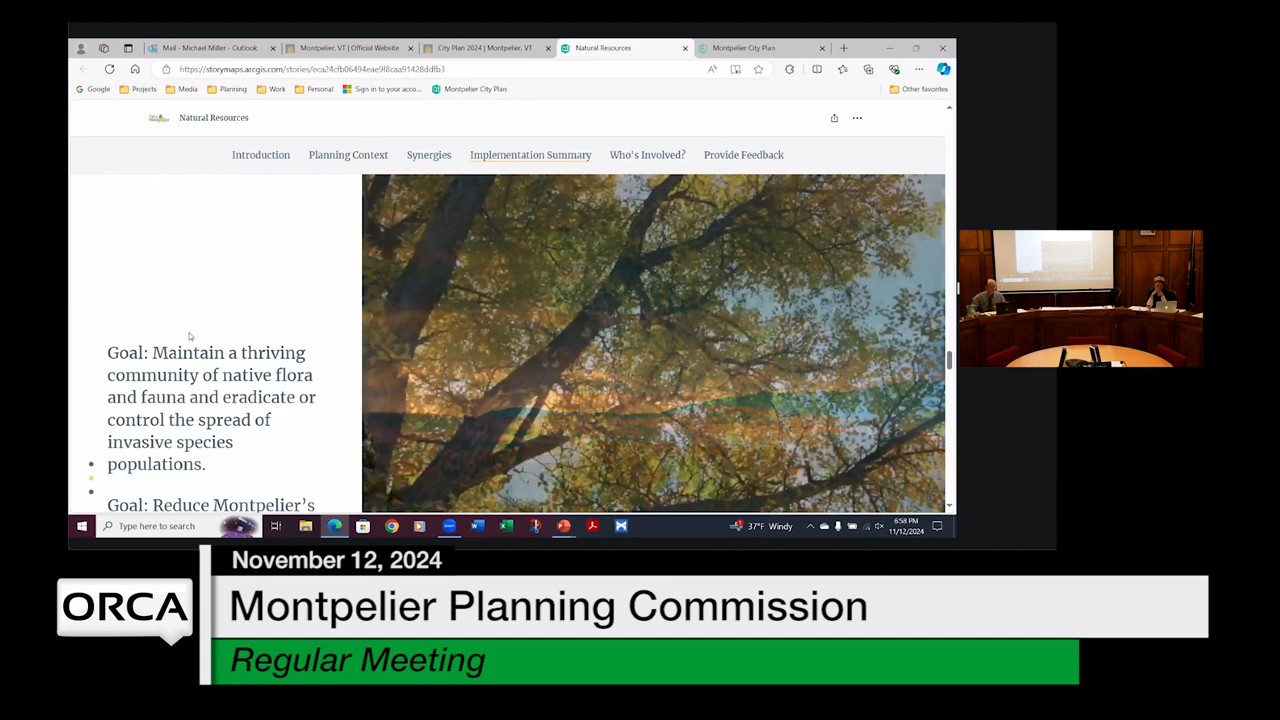 Mail - Michael Miller - Outlook
Montpelier, VT | Official Website
City Plan 2024 | Montpelier, VT
Natural Resources
Montpelier City Plan
https://storymaps.arcgis.com/stories/eca24cfb06494eae9f8caa91428ddfb3
Google
Projects
Media
Planning
Work
Personal
Sign in to your acco...
Montpelier City Plan
Other favorites
Natural Resources
Introduction
Planning Context
Synergies
Implementation Summary
Who's Involved?
Provide Feedback
Goal: Maintain a thriving
community of native flora
and fauna and eradicate or
control the spread of
invasive species
populations.
Goal: Reduce Montpelier's
Type here to search
37°F Windy
6:58 PM
11/12/2024
November 12, 2024
ORCA
Montpelier Planning Commission
Regular Meeting